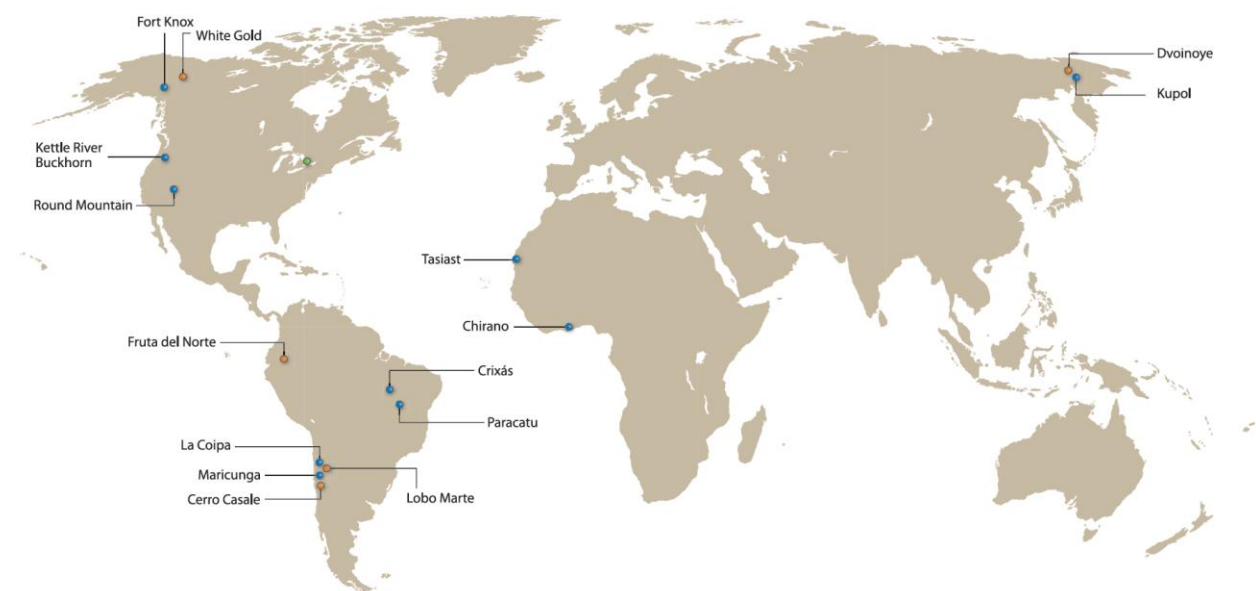 Fort Knox
White Gold
Dvoinoye
Kupol
Kettle River
Buckhorn
Round Mountain
Tasiast
Chirano
Fruta del Norte
Crixás
Paracatu
La Coipa
Maricunga
Cerro Casale
Lobo Marte